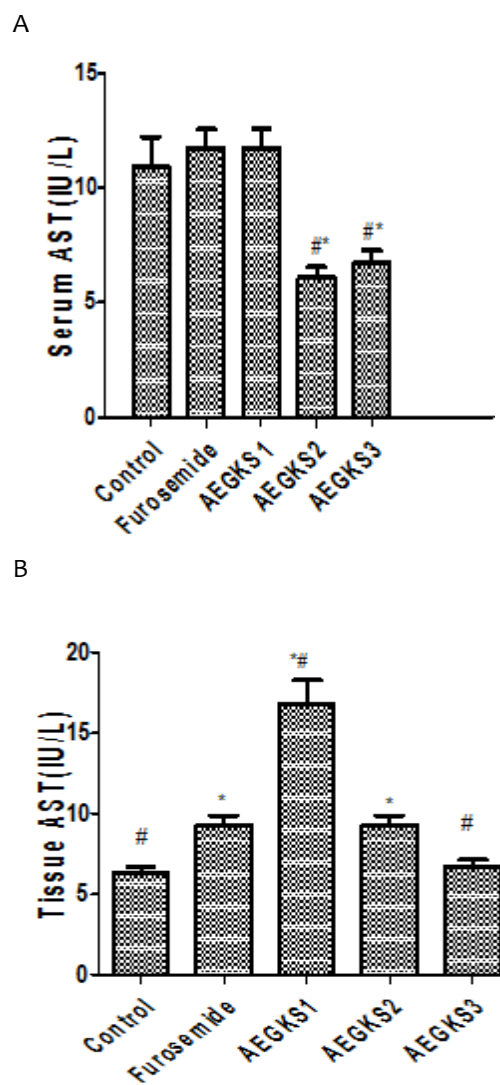 A
15
10
5
0
Serum AST(IU/L)
#*
#*
Control
Furosemide
AEGKS1
AEGKS2
AEGKS3
B
20
15
10
5
0
Tissue AST(IU/L)
#
*
*#
*
#
Control
Furosemide
AEGKS1
AEGKS2
AEGKS3